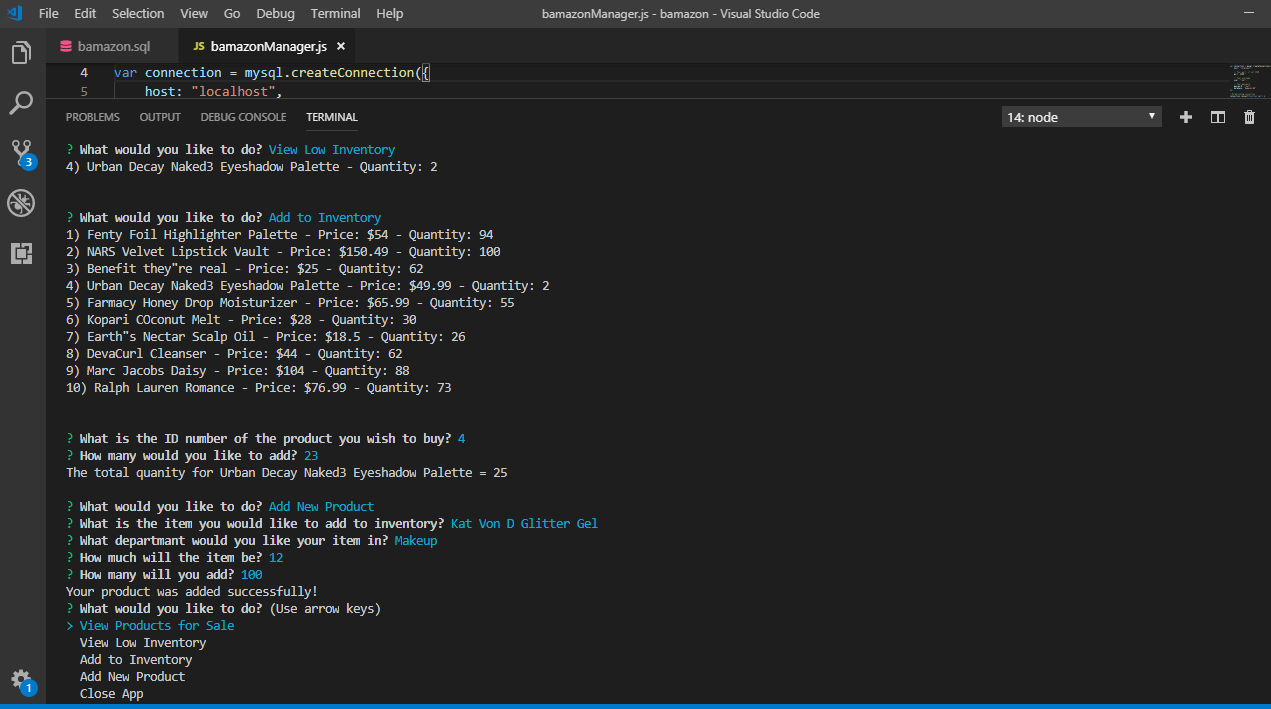 File Edit Selection View Go Debug Terminal Help bamazonManager.js - bamazon - Visual Studio Code
bamazon.sql JS bamazonManager.js ×
4 var connection = mysql.createConnection({
5 host: "localhost",
PROBLEMS OUTPUT DEBUG CONSOLE TERMINAL 14: node
? What would you like to do? View Low Inventory
4) Urban Decay Naked3 Eyeshadow Palette - Quantity: 2
? What would you like to do? Add to Inventory
1) Fenty Foil Highlighter Palette - Price: $54 - Quantity: 94
2) NARS Velvet Lipstick Vault - Price: $150.49 - Quantity: 100
3) Benefit they"re real - Price: $25 - Quantity: 62
4) Urban Decay Naked3 Eyeshadow Palette - Price: $49.99 - Quantity: 2
5) Farmacy Honey Drop Moisturizer - Price: $65.99 - Quantity: 55
6) Kopari COconut Melt - Price: $28 - Quantity: 30
7) Earth"s Nectar Scalp Oil - Price: $18.5 - Quantity: 26
8) DevaCurl Cleanser - Price: $44 - Quantity: 62
9) Marc Jacobs Daisy - Price: $104 - Quantity: 88
10) Ralph Lauren Romance - Price: $76.99 - Quantity: 73
? What is the ID number of the product you wish to buy? 4
? How many would you like to add? 23
The total quanity for Urban Decay Naked3 Eyeshadow Palette = 25
? What would you like to do? Add New Product
? What is the item you would like to add to inventory? Kat Von D Glitter Gel
? What departmant would you like your item in? Makeup
? How much will the item be? 12
? How many will you add? 100
Your product was added successfully!
? What would you like to do? (Use arrow keys)
> View Products for Sale
View Low Inventory
Add to Inventory
Add New Product
Close App
3
1